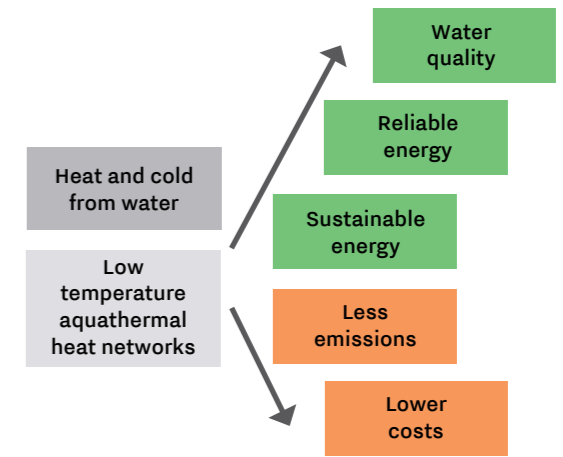 Water
quality
Reliable
energy
Heat and cold
from water
Sustainable
energy
Low
temperature
aquathermal
heat networks
Less
emissions
Lower
costs